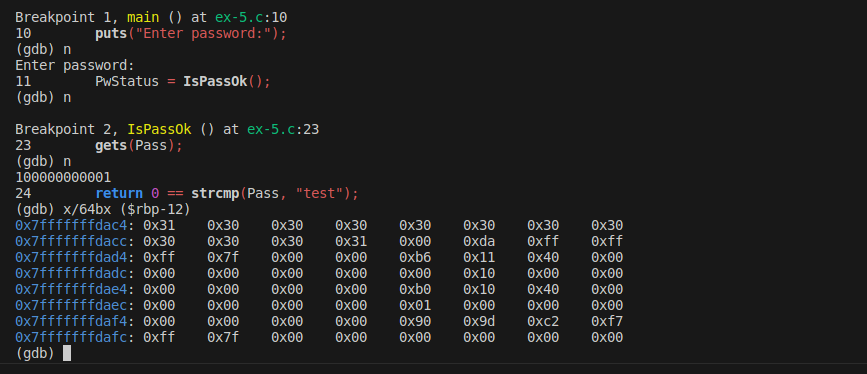 Breakpoint 1, main () at ex-5.c:10
10        puts("Enter password:");
(gdb) n
Enter password:
11        PwStatus = IsPassOk();
(gdb) n

Breakpoint 2, IsPassOk () at ex-5.c:23
23        gets(Pass);
(gdb) n
100000000001
24        return 0 == strcmp(Pass, "test");
(gdb) x/64bx ($rbp-12)
0x7fffffffdac4: 0x31    0x30    0x30    0x30    0x30    0x30    0x30    0x30
0x7fffffffdacc: 0x30    0x30    0x30    0x31    0x00    0xda    0xff    0xff
0x7fffffffdad4: 0xff    0x7f    0x00    0x00    0xb6    0x11    0x40    0x00
0x7fffffffdadc: 0x00    0x00    0x00    0x00    0x00    0x10    0x00    0x00
0x7fffffffdae4: 0x00    0x00    0x00    0x00    0xb0    0x10    0x40    0x00
0x7fffffffdaec: 0x00    0x00    0x00    0x00    0x01    0x00    0x00    0x00
0x7fffffffdaf4: 0x00    0x00    0x00    0x00    0x90    0x9d    0xc2    0xf7
0x7fffffffdafc: 0xff    0x7f    0x00    0x00    0x00    0x00    0x00    0x00
(gdb)